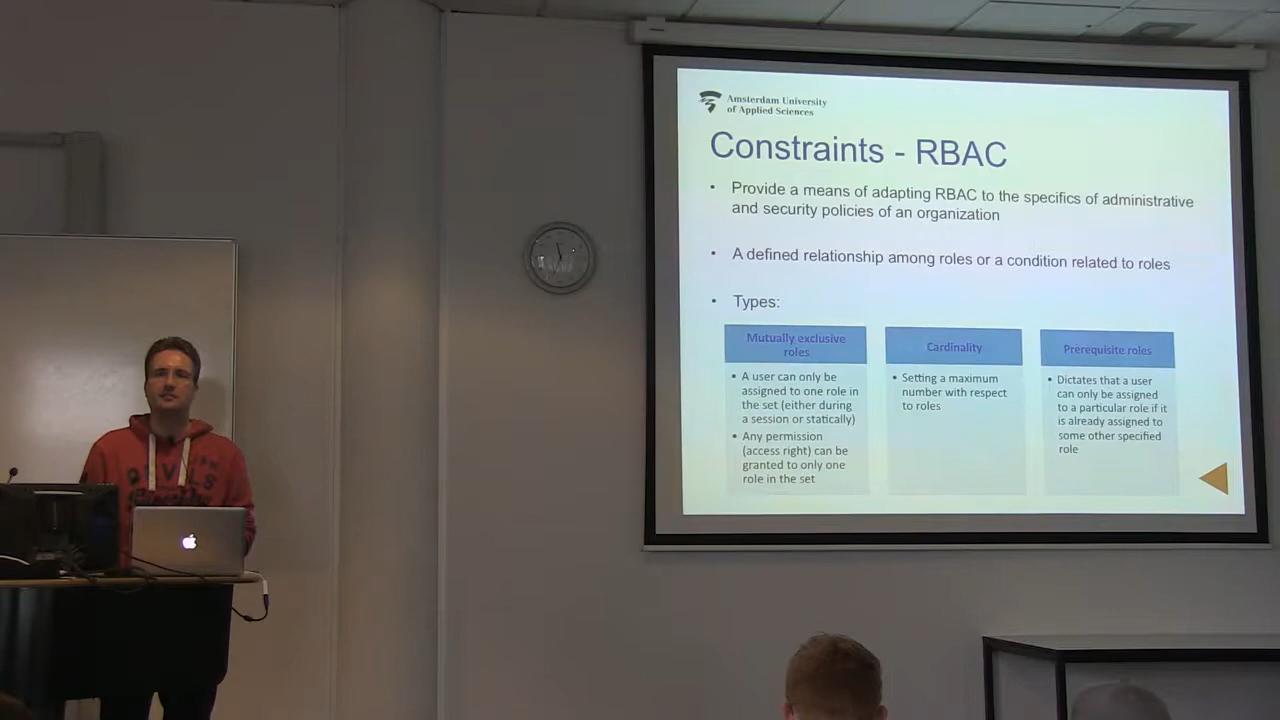 Amsterdam University
of Applied Sciences
Constraints - RBAC
• Provide a means of adapting RBAC to the specifics of administrative
and security policies of an organization
• A defined relationship among roles or a condition related to roles
• Types:
Mutually exclusive
roles
• A user can only be
assigned to one role in
the set (either during
a session or statically)
• Any permission
(access right) can be
granted to only one
role in the set
Cardinality
• Setting a maximum
number with respect
to roles
Prerequisite roles
• Dictates that a user
can only be assigned
to a particular role if it
is already assigned to
some other specified
role